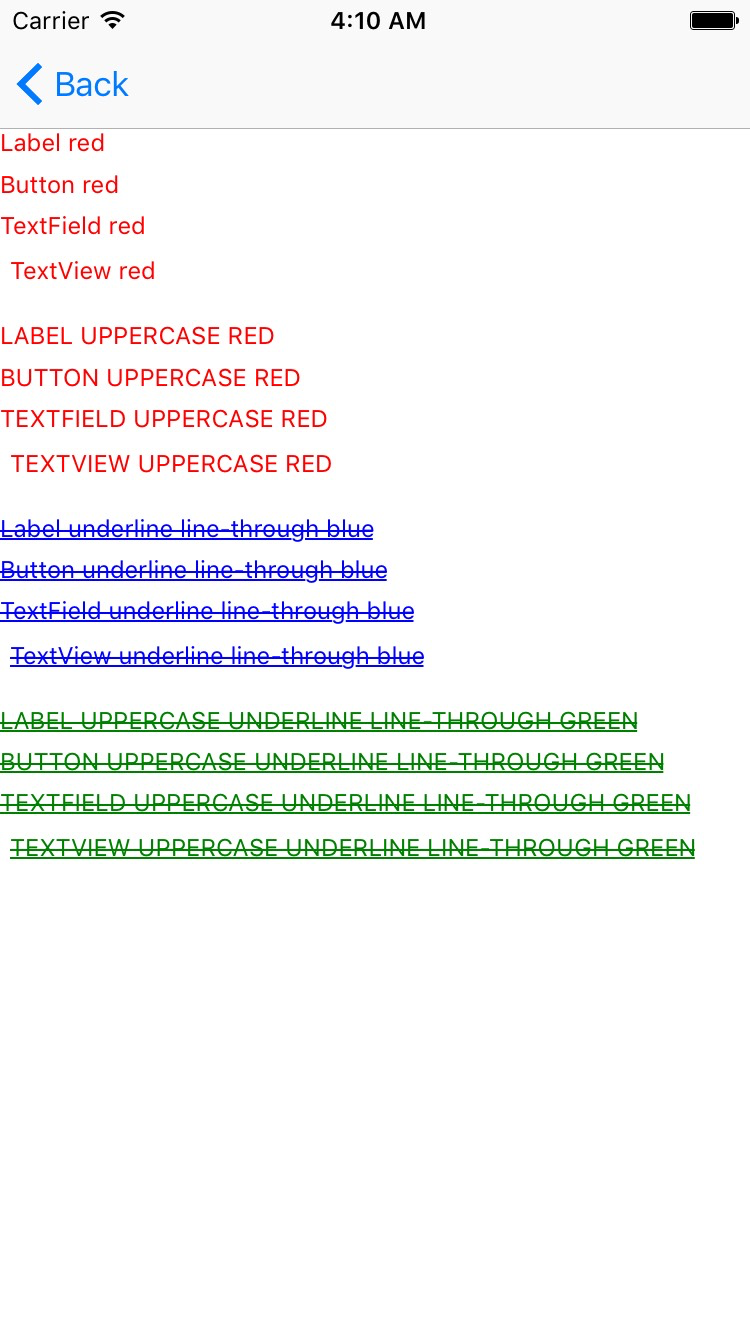 Carrier 4:10 AM
Back
Label red
Button red
TextField red
TextView red
LABEL UPPERCASE RED
BUTTON UPPERCASE RED
TEXTFIELD UPPERCASE RED
TEXTVIEW UPPERCASE RED
Label underline line-through blue
Button underline line-through blue
TextField underline line-through blue
TextView underline line-through blue
LABEL UPPERCASE UNDERLINE LINE-THROUGH GREEN
BUTTON UPPERCASE UNDERLINE LINE-THROUGH GREEN
TEXTFIELD UPPERCASE UNDERLINE LINE-THROUGH GREEN
TEXTVIEW UPPERCASE UNDERLINE LINE-THROUGH GREEN